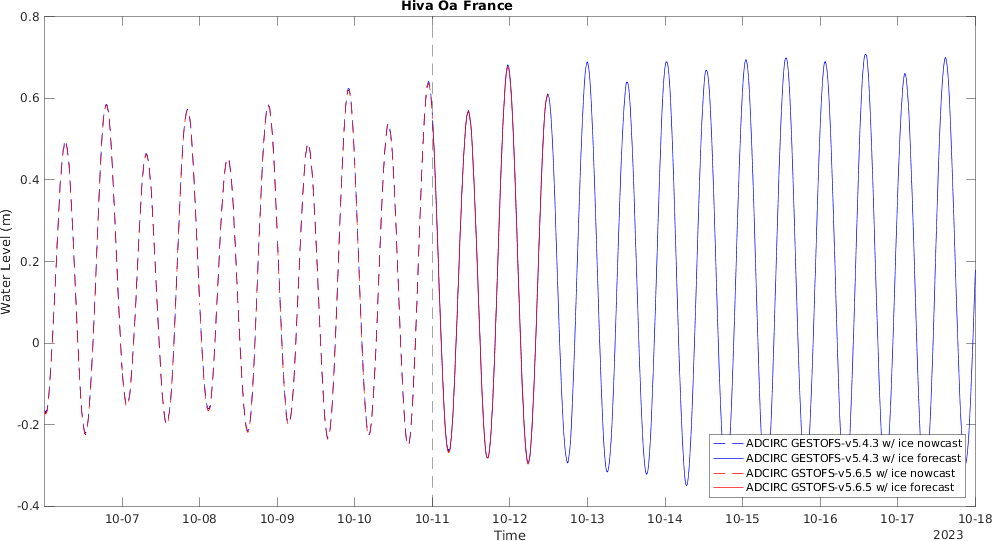 Hiva Oa France
0.8
0.6
0.4
0.2
0
-0.2
-0.4
Water Level (m)
ADCIRC GESTOFS-v5.4.3 w/ ice nowcast
ADCIRC GESTOFS-v5.4.3 w/ ice forecast
ADCIRC GSTOFS-v5.6.5 w/ ice nowcast
ADCIRC GSTOFS-v5.6.5 w/ ice forecast
10-07 10-08 10-09 10-10 10-11 10-12 10-13 10-14 10-15 10-16 10-17 10-18
Time
2023